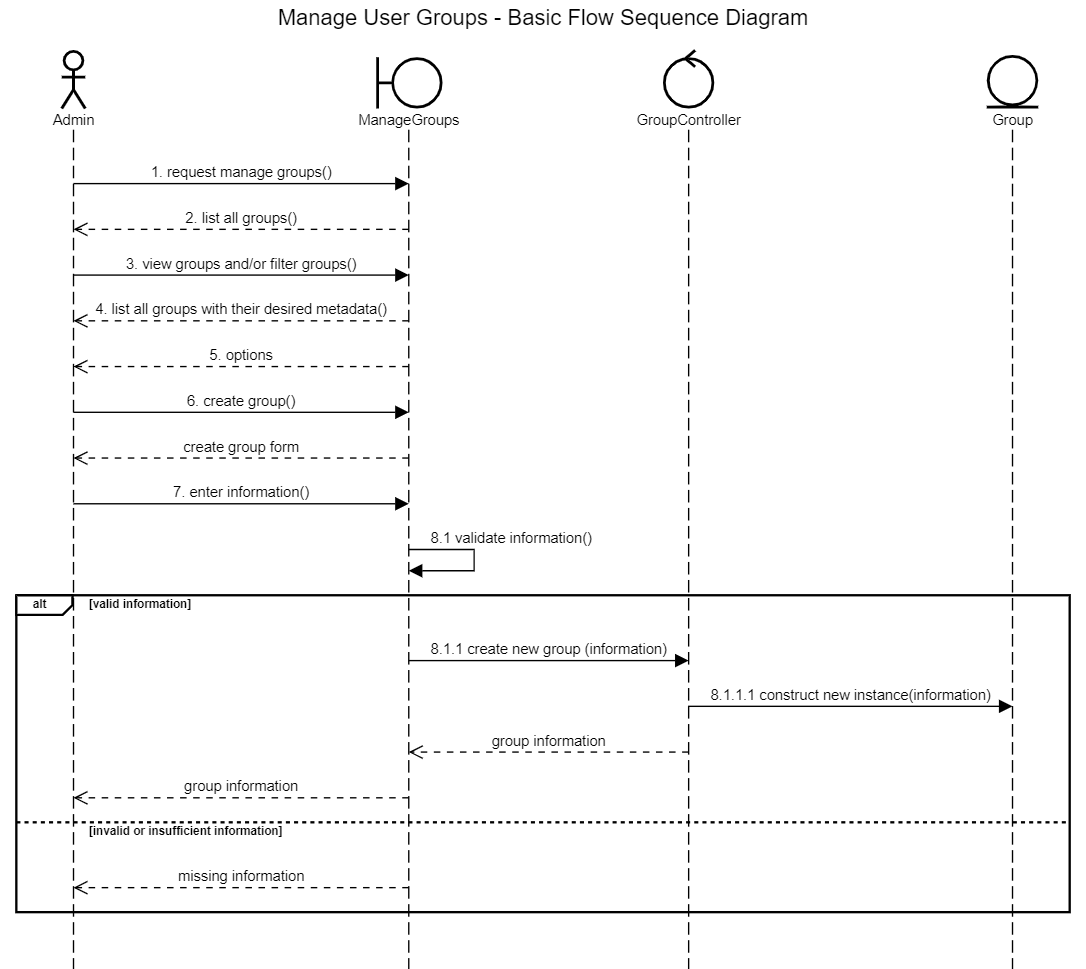 Manage User Groups - Basic Flow Sequence Diagram
Admin
ManageGroups
GroupController
Group
1. request manage groups()
2. list all groups()
3. view groups and/or filter groups()
4. list all groups with their desired metadata()
5. options
6. create group()
create group form
7. enter information()
8.1 validate information()
alt
[valid information]
8.1.1 create new group (information)
8.1.1.1 construct new instance(information)
group information
group information
[invalid or insufficient information]
missing information